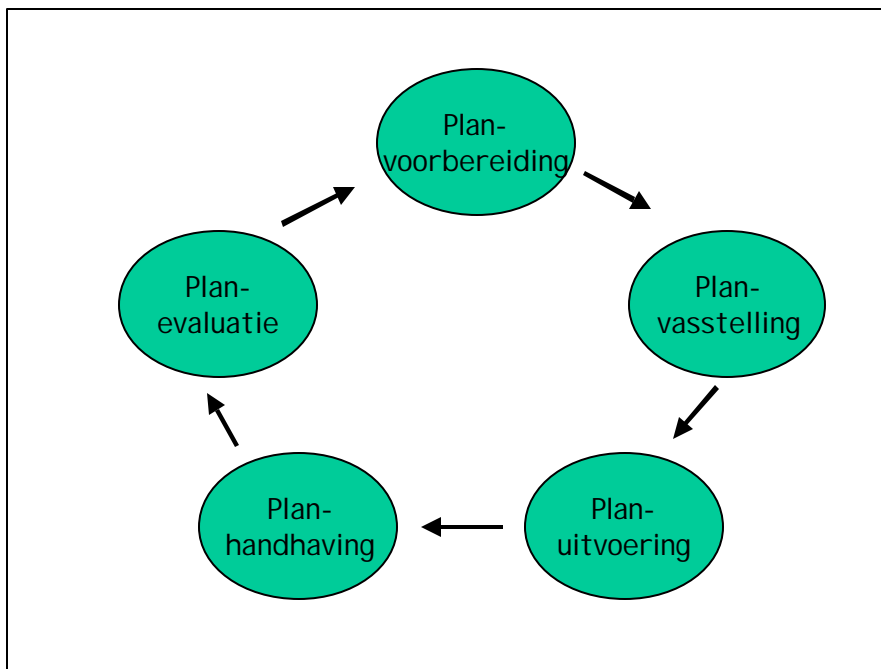 Plan-
voorbereiding
Plan-
vasstelling
Plan-
uitvoering
Plan-
handhaving
Plan-
evaluatie